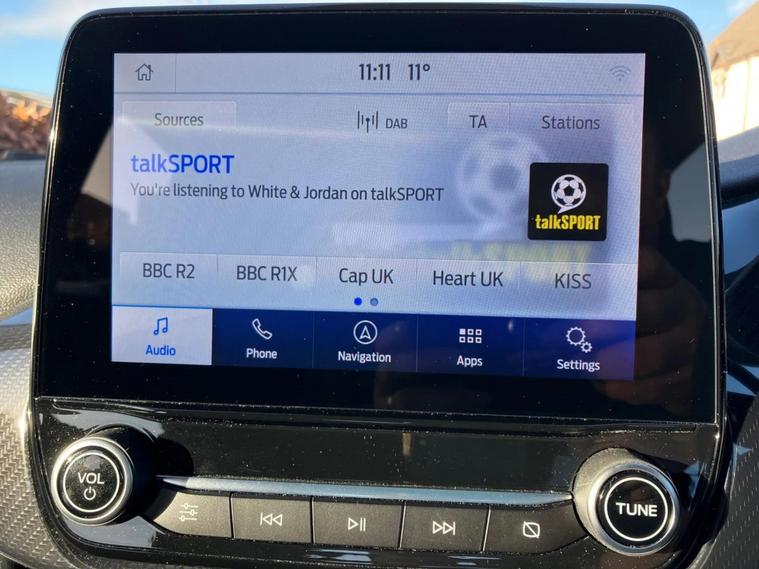 11:11 11°
Sources DAB TA Stations
talkSPORT
You're listening to White & Jordan on talkSPORT
talkSPORT
BBC R2 BBC R1X Cap UK Heart UK KISS
Audio Phone Navigation Apps Settings
VOL
TUNE